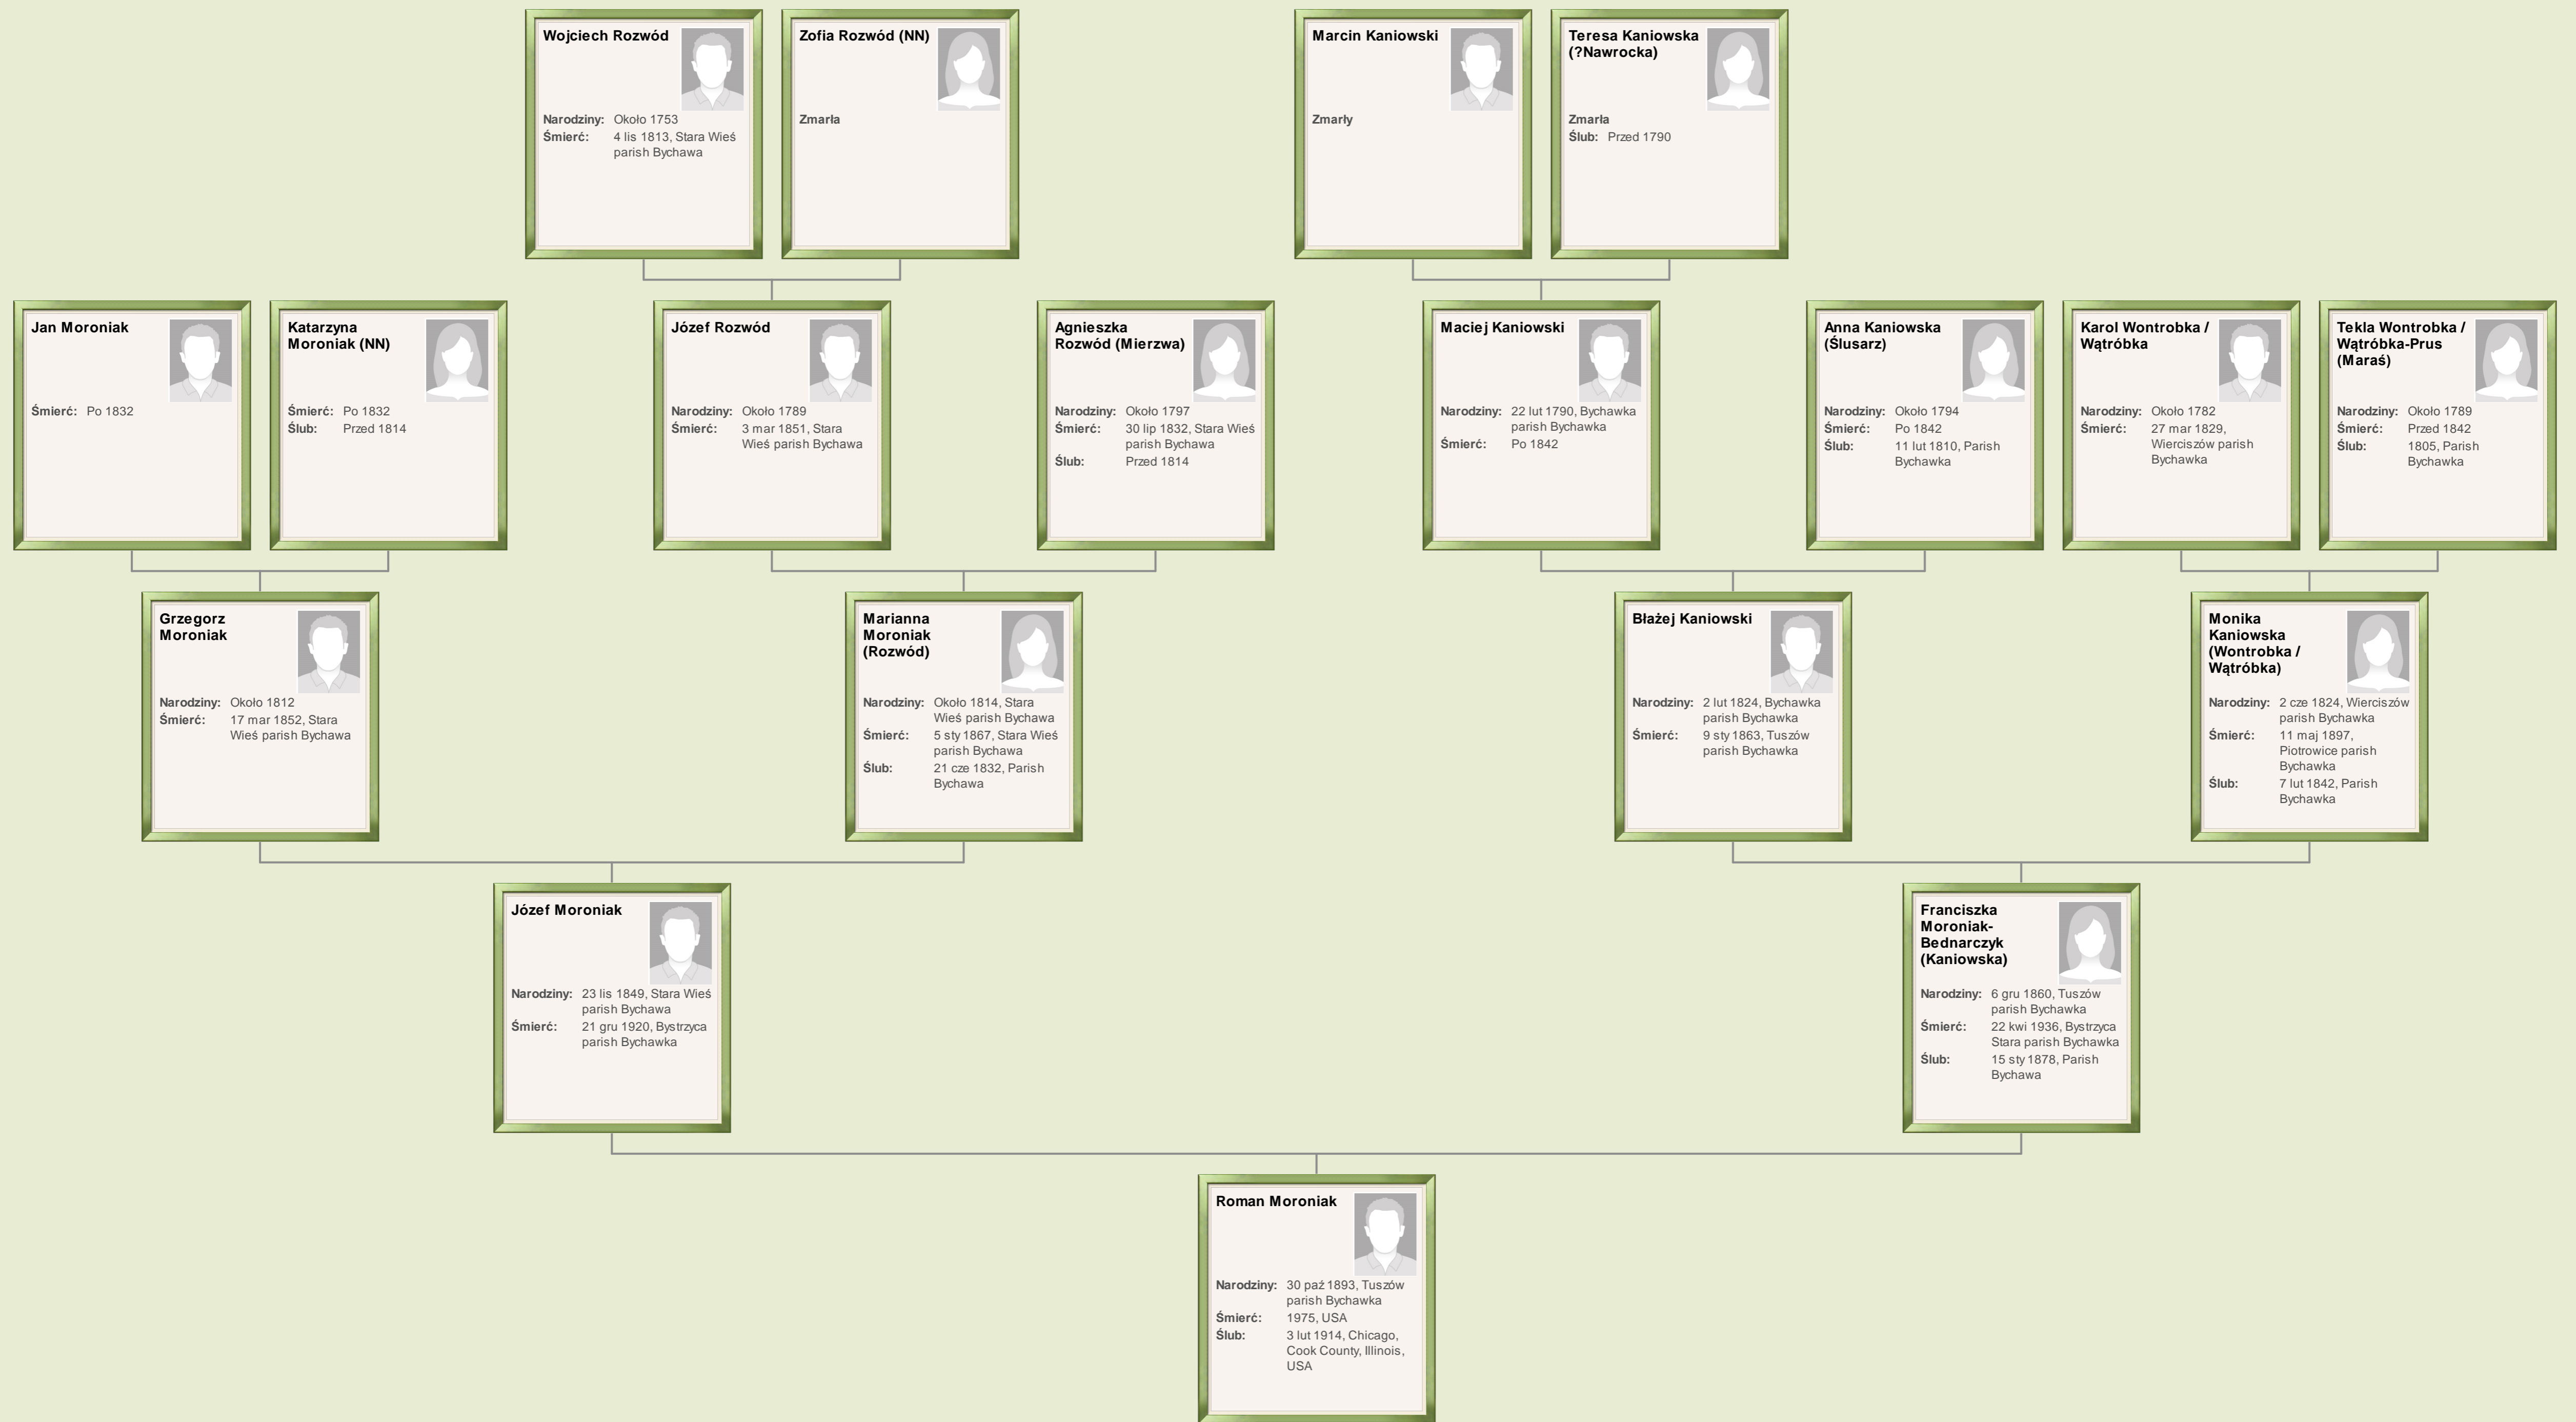 Wojciech Rozwód
Narodziny: Około 1753
Śmierć: 4 lis 1813, Stara Wieś
parish Bychawa
Zofia Rozwód (NN)
Zmarła
Marcin Kaniowski
Zmarły
Teresa Kaniowska
(?Nawrocka)
Zmarła
Ślub: Przed 1790
Jan Moroniak
Śmierć: Po 1832
Katarzyna
Moroniak (NN)
Śmierć: Po 1832
Ślub: Przed 1814
Józef Rozwód
Narodziny: Około 1789
Śmierć: 3 mar 1851, Stara
Wieś parish Bychawa
Agnieszka
Rozwód (Mierzwa)
Narodziny: Około 1797
Śmierć: 30 lip 1832, Stara Wieś
parish Bychawa
Ślub: Przed 1814
Maciej Kaniowski
Narodziny: 22 lut 1790, Bychawka
parish Bychawka
Śmierć: Po 1842
Anna Kaniowska
(Ślusarz)
Narodziny: Około 1794
Śmierć: Po 1842
Ślub: 11 lut 1810, Parish
Bychawka
Karol Wontrobka /
Wątróbka
Narodziny: Około 1782
Śmierć: 27 mar 1829,
Wierciszów parish
Bychawka
Tekla Wontrobka /
Wątróbka-Prus
(Maraś)
Narodziny: Około 1789
Śmierć: Przed 1842
Ślub: 1805, Parish
Bychawka
Grzegorz
Moroniak
Narodziny: Około 1812
Śmierć: 17 mar 1852, Stara
Wieś parish Bychawa
Marianna
Moroniak
(Rozwód)
Narodziny: Około 1814, Stara
Wieś parish Bychawa
Śmierć: 5 sty 1867, Stara Wieś
parish Bychawa
Ślub: 21 cze 1832, Parish
Bychawa
Błażej Kaniowski
Narodziny: 2 lut 1824, Bychawka
parish Bychawka
Śmierć: 9 sty 1863, Tuszów
parish Bychawka
Monika
Kaniowska
(Wontrobka /
Wątróbka)
Narodziny: 2 cze 1824, Wierciszów
parish Bychawka
Śmierć: 11 maj 1897,
Piotrowice parish
Bychawka
Ślub: 7 lut 1842, Parish
Bychawka
Józef Moroniak
Narodziny: 23 lis 1849, Stara Wieś
parish Bychawa
Śmierć: 21 gru 1920, Bystrzyca
parish Bychawka
Franciszka
Moroniak-
Bednarczyk
(Kaniowska)
Narodziny: 6 gru 1860, Tuszów
parish Bychawka
Śmierć: 22 kwi 1936, Bystrzyca
Stara parish Bychawka
Ślub: 15 sty 1878, Parish
Bychawa
Roman Moroniak
Narodziny: 30 paź 1893, Tuszów
parish Bychawka
Śmierć: 1975, USA
Ślub: 3 lut 1914, Chicago,
Cook County, Illinois,
USA